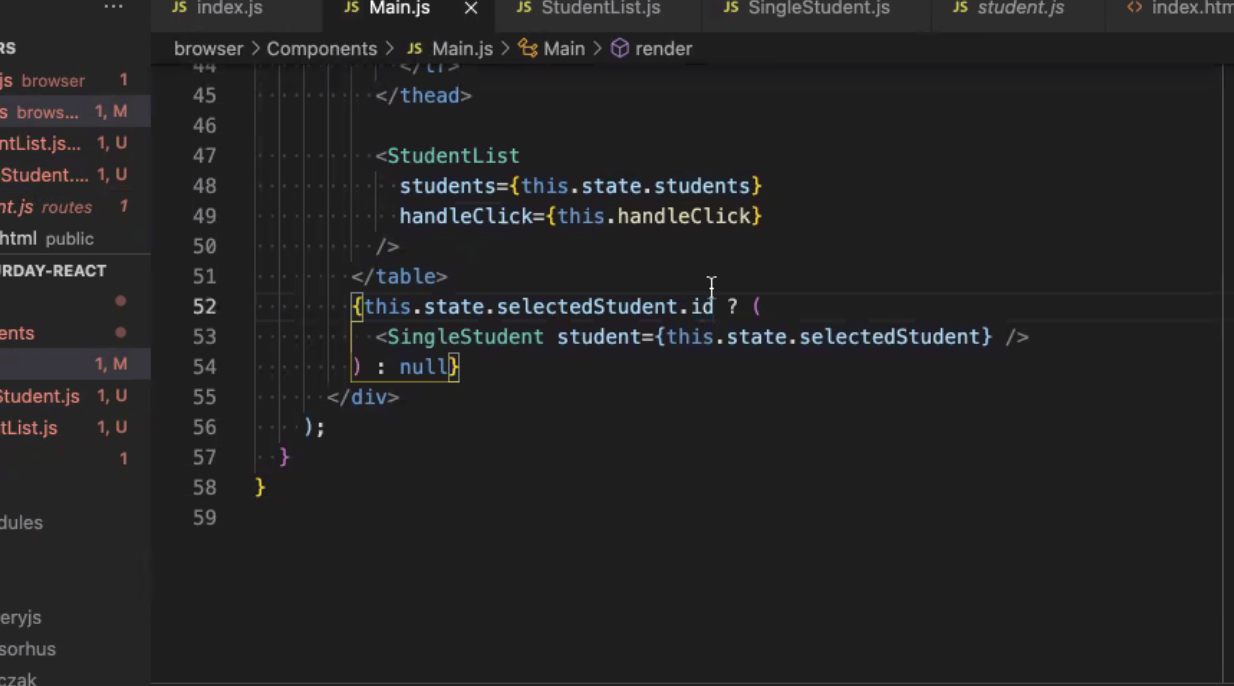 JS index.js JS Main.js × JS StudentList.js JS SingleStudent.js JS student.js <> index.htm
browser > Components > JS Main.js > Main > render
RS ...
js browser 1
s brows... 1, M
ntList.js... 1, U
Student.... 1, U
nt.js routes 1
html public
URDAY-REACT
ents
1, M
Student.js 1, U
tList.js 1, U
1
dules
eryjs
sorhus
czak
44 </tr>
45 </thead>
46
47 <StudentList
48 students={this.state.students}
49 handleClick={this.handleClick}
50 />
51 </table>
52 {this.state.selectedStudent.id ? (
53 <SingleStudent student={this.state.selectedStudent} />
54 ) : null}
55 </div>
56 );
57 }
58 }
59